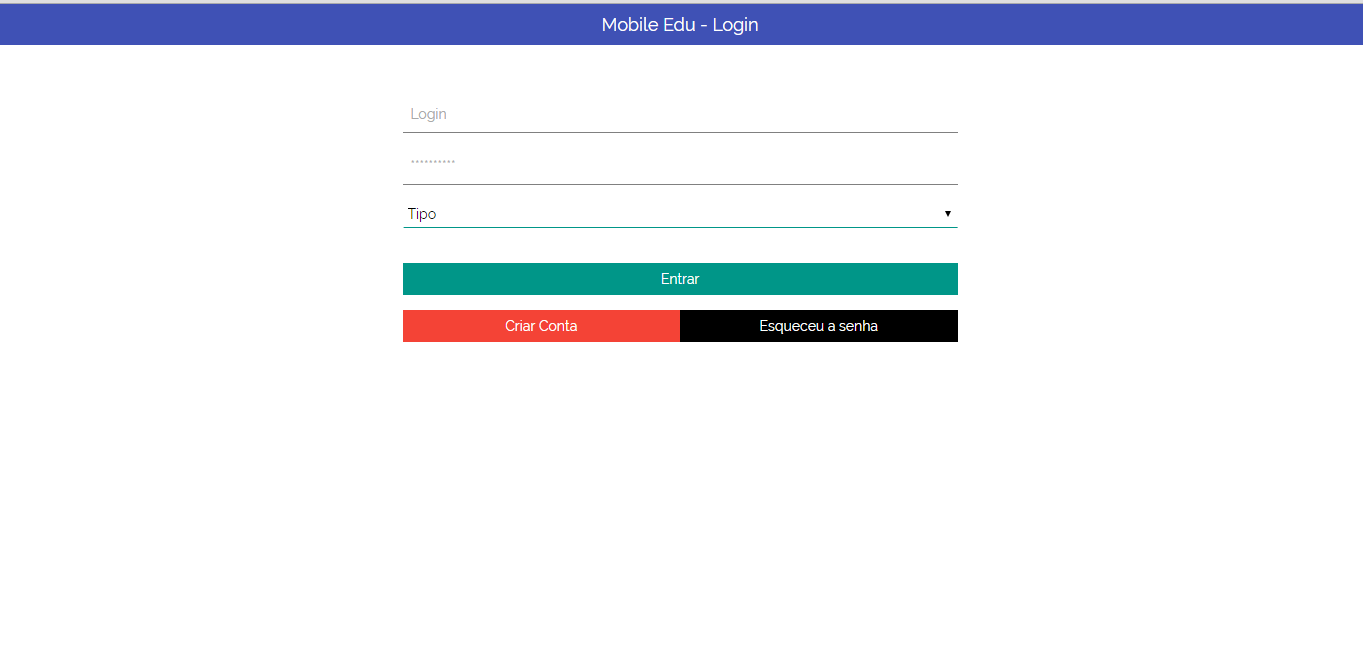 Mobile Edu - Login
Login
••••••••••
Tipo
Entrar
Criar Conta
Esqueceu a senha